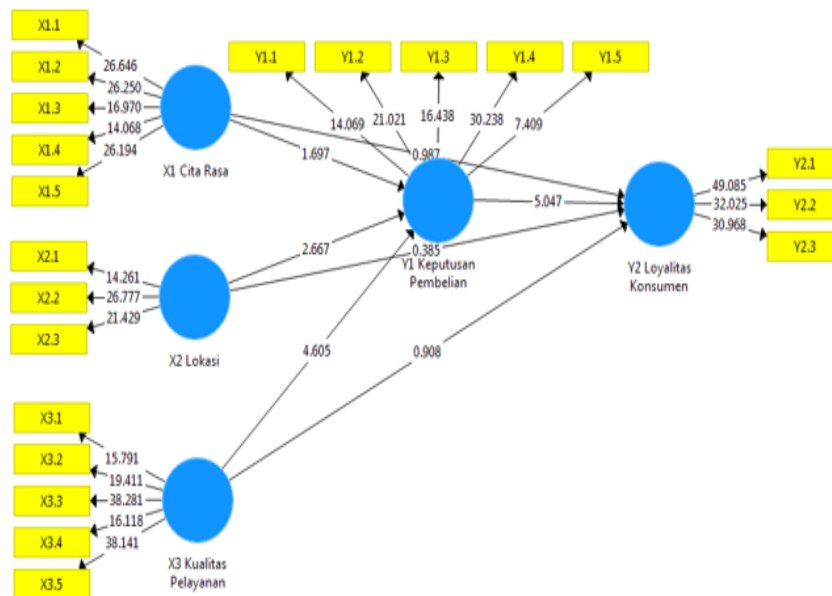 X1.1
X1.2
X1.3
X1.4
X1.5
26.646
26.250
16.970
14.068
26.194
X1 Cita Rasa
Y1.1
Y1.2
Y1.3
Y1.4
Y1.5
14.069
21.021
16.438
30.238
7.409
1.697
0.987
2.667
0.385
4.605
0.908
5.047
Y1 Keputusan
Pembelian
Y2 Loyalitas
Konsumen
49.085
32.025
30.968
Y2.1
Y2.2
Y2.3
X2.1
X2.2
X2.3
14.261
26.777
21.429
X2 Lokasi
X3.1
X3.2
X3.3
X3.4
X3.5
15.791
19.411
38.281
16.118
38.141
X3 Kualitas
Pelayanan